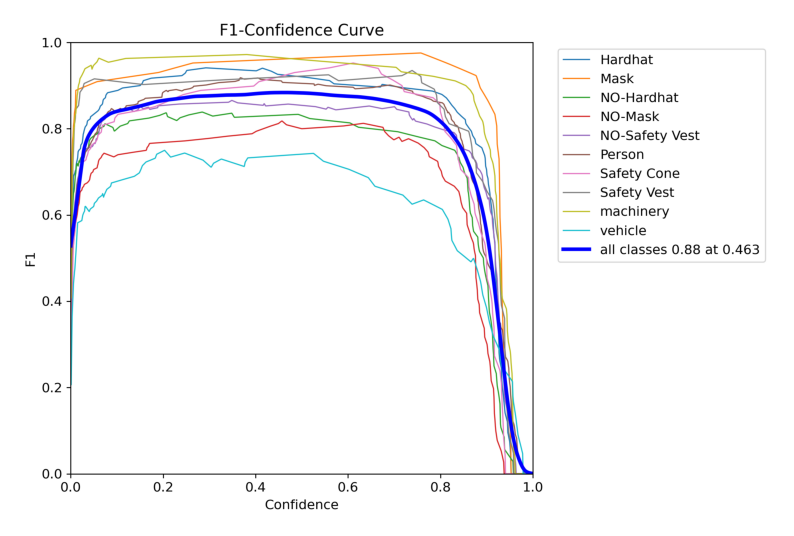 F1-Confidence Curve
1.0
0.8
0.6
0.4
0.2
0.0
F1
0.0 0.2 0.4 0.6 0.8 1.0
Confidence
Hardhat
Mask
NO-Hardhat
NO-Mask
NO-Safety Vest
Person
Safety Cone
Safety Vest
machinery
vehicle
all classes 0.88 at 0.463